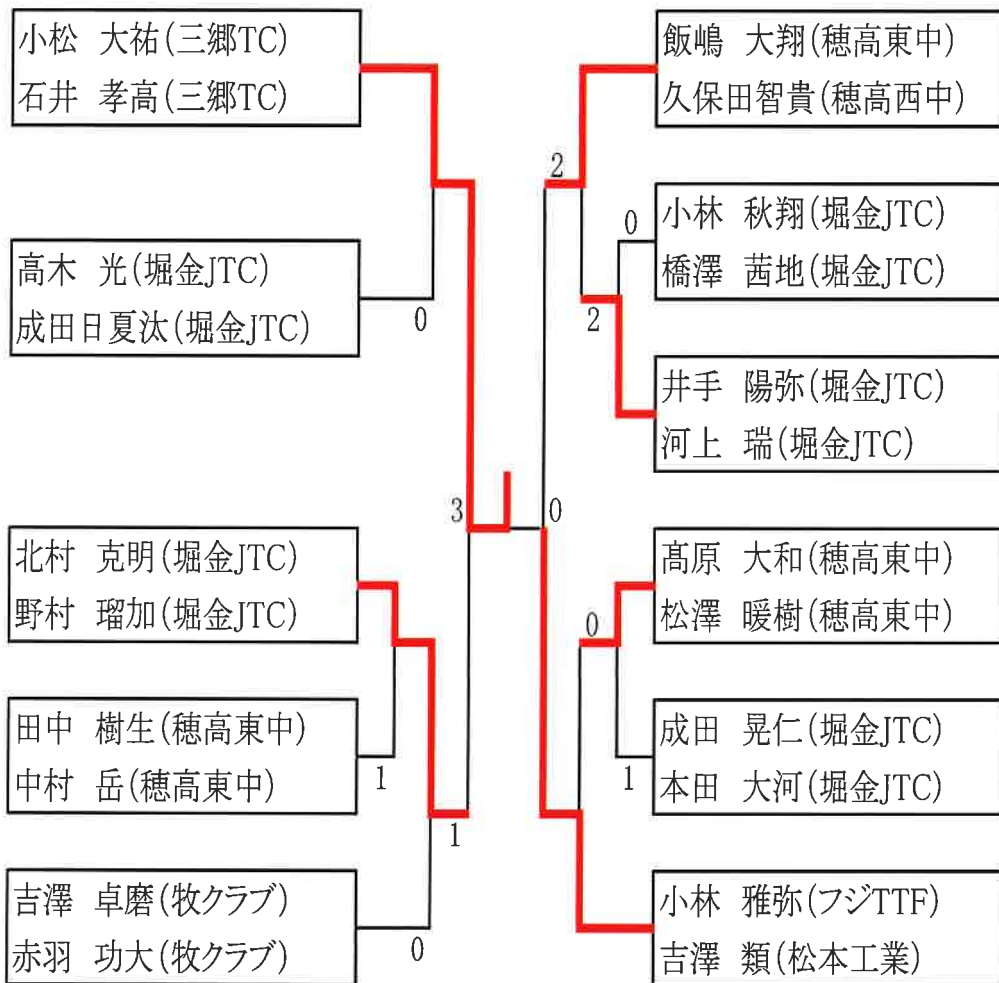 小松 大祐(三郷TC)
石井 孝高(三郷TC)
高木 光(堀金JTC)
成田日夏汰(堀金JTC)
0
北村 克明(堀金JTC)
野村 瑠加(堀金JTC)
田中 樹生(穂高東中)
中村 岳(穂高東中)
1
1
吉澤 卓磨(牧クラブ)
赤羽 功大(牧クラブ)
0
3
0
飯嶋 大翔(穂高東中)
久保田智貴(穂高西中)
2
小林 秋翔(堀金JTC)
橋澤 茜地(堀金JTC)
0
2
井手 陽弥(堀金JTC)
河上 瑞(堀金JTC)
髙原 大和(穂高東中)
松澤 暖樹(穂高東中)
0
成田 晃仁(堀金JTC)
本田 大河(堀金JTC)
1
小林 雅弥(フジTTF)
吉澤 類(松本工業)